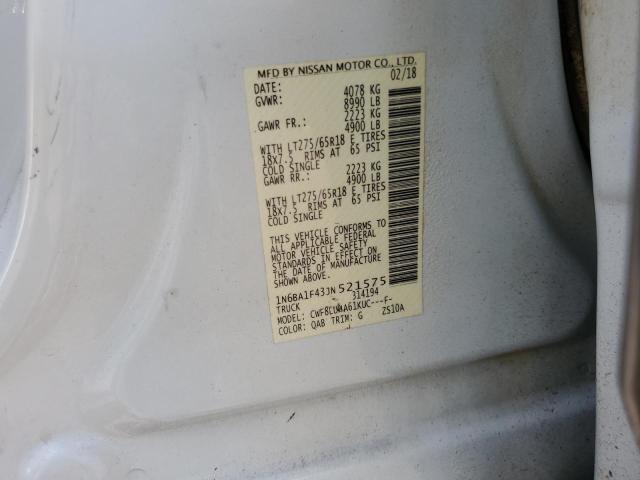 MFD BY NISSAN MOTOR CO., LTD.
DATE: 02/18
GVWR: 4078 KG
8990 LB
GAWR FR.: 2223 KG
4900 LB
WITH LT275/65R18 E TIRES
18X7.5 RIMS AT 65 PSI
COLD SINGLE
GAWR RR.: 2223 KG
4900 LB
WITH LT275/65R18 E TIRES
18X7.5 RIMS AT 65 PSI
COLD SINGLE
THIS VEHICLE CONFORMS TO
ALL APPLICABLE FEDERAL
MOTOR VEHICLE SAFETY
STANDARDS IN EFFECT ON
THE DATE OF MANUFACTURE
1N6BA1F43JN521575
TRUCK 314194
MODEL: CWF8CUWA61KUC---F-
COLOR: QAB TRIM: G ZS10A